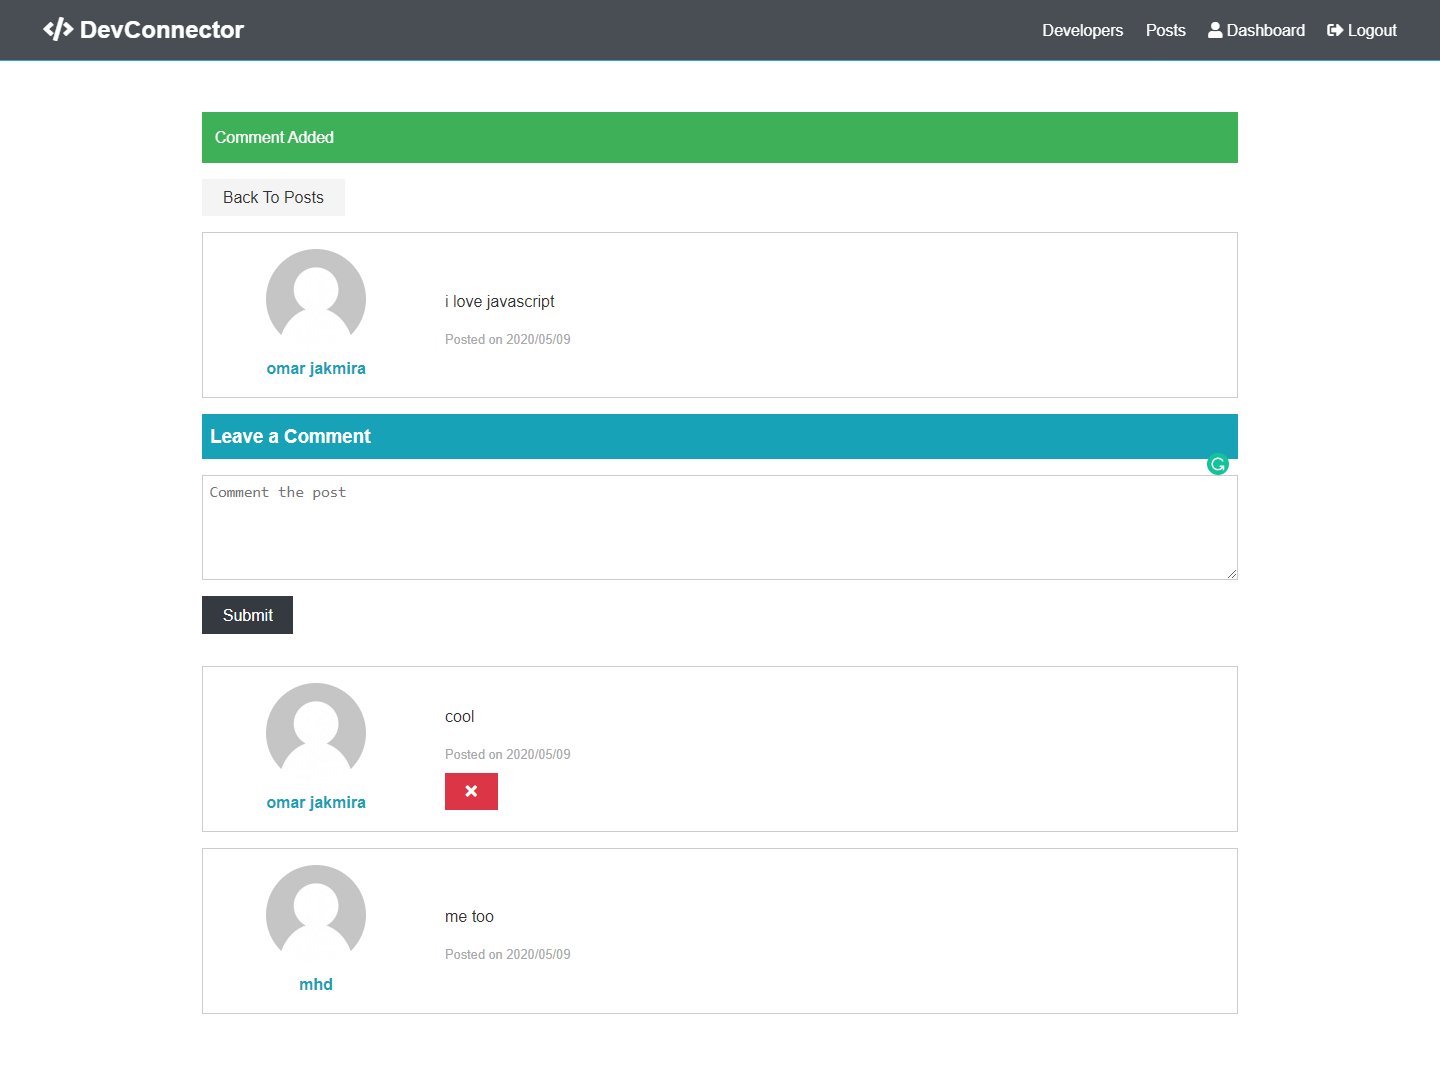 DevConnector
Developers Posts Dashboard Logout
Comment Added
Back To Posts
i love javascript
Posted on 2020/05/09
omar jakmira
Leave a Comment
Comment the post
Submit
cool
Posted on 2020/05/09
omar jakmira
me too
Posted on 2020/05/09
mhd